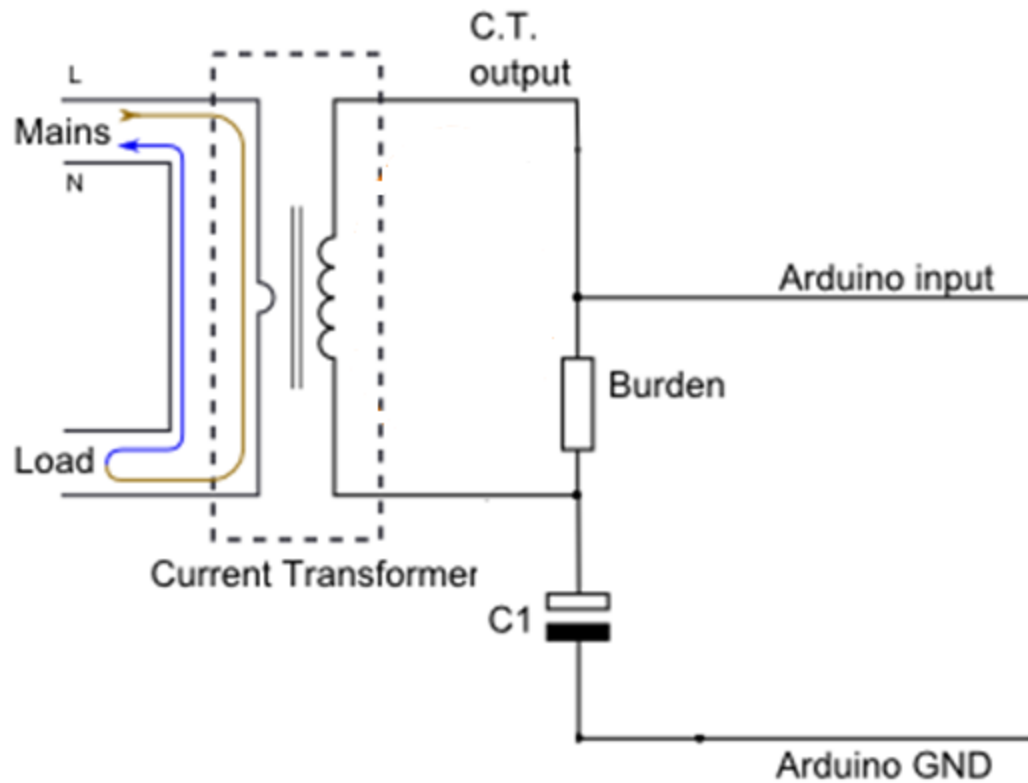 C.T.
output
L
Mains
N
Arduino input
Burden
Load
Current Transformer
C1
Arduino GND